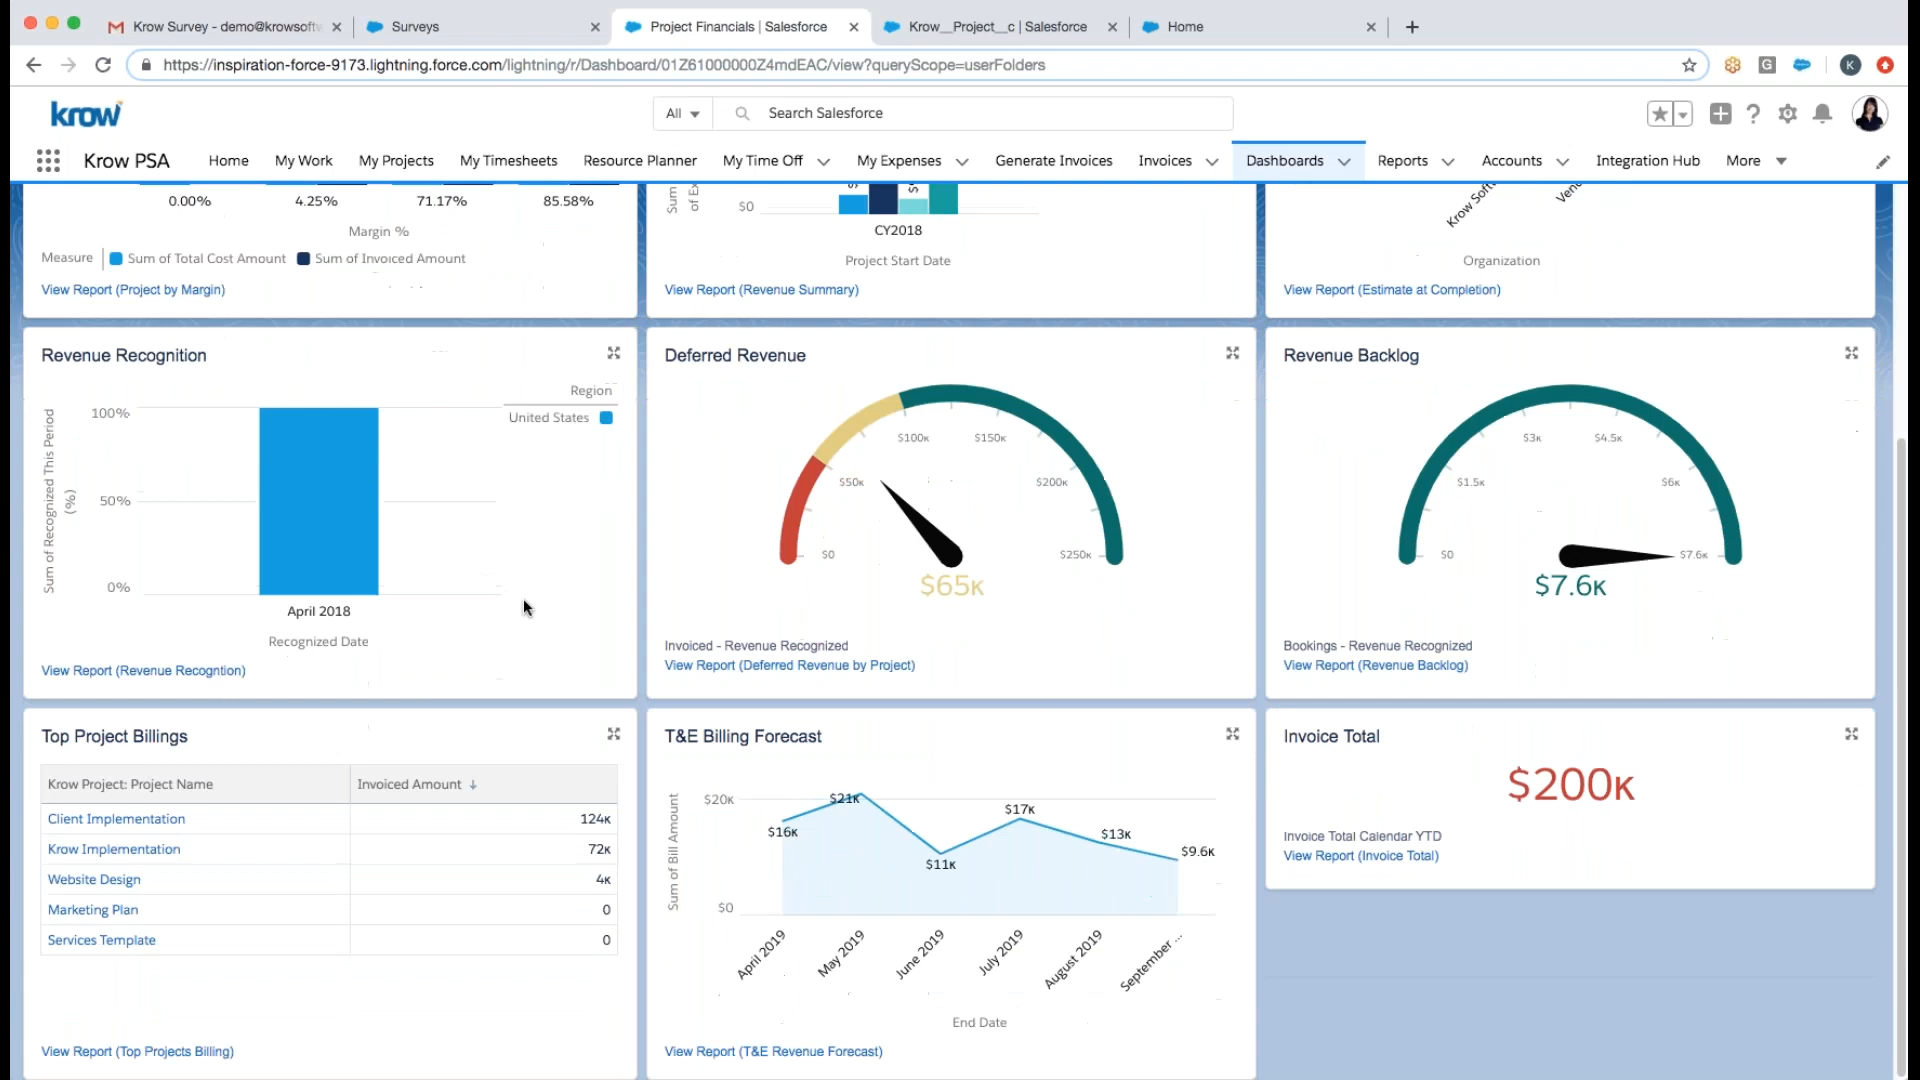 Krow Survey - demo@krowsoftw
Surveys
Project Financials | Salesforce
Krow__Project__c | Salesforce
Home
https://inspiration-force-9173.lightning.force.com/lightning/r/Dashboard/01Z61000000Z4mdEAC/view?queryScope=userFolders
G
K
krow
All
Search Salesforce
Krow PSA
Home
My Work
My Projects
My Timesheets
Resource Planner
My Time Off
My Expenses
Generate Invoices
Invoices
Dashboards
Reports
Accounts
Integration Hub
More
0.00%
4.25%
71.17%
85.58%
Margin %
Measure
Sum of Total Cost Amount
Sum of Invoiced Amount
View Report (Project by Margin)
Sum
$0
CY2018
Project Start Date
View Report (Revenue Summary)
Organization
View Report (Estimate at Completion)
Revenue Recognition
Region
United States
Sum of Recognized This Period
(%)
100%
50%
0%
April 2018
Recognized Date
View Report (Revenue Recogntion)
Deferred Revenue
$0
$50K
$100K
$150K
$200K
$250K
$65K
Invoiced - Revenue Recognized
View Report (Deferred Revenue by Project)
Revenue Backlog
$0
$1.5K
$3K
$4.5K
$6K
$7.6K
$7.6K
Bookings - Revenue Recognized
View Report (Revenue Backlog)
Top Project Billings
Krow Project: Project Name
Invoiced Amount ↓
Client Implementation
124K
Krow Implementation
72K
Website Design
4K
Marketing Plan
0
Services Template
0
View Report (Top Projects Billing)
T&E Billing Forecast
Sum of Bill Amount
$20K
$0
$16K
$21K
$11K
$17K
$13K
$9.6K
April 2019
May 2019
June 2019
July 2019
August 2019
September ...
End Date
View Report (T&E Revenue Forecast)
Invoice Total
$200K
Invoice Total Calendar YTD
View Report (Invoice Total)